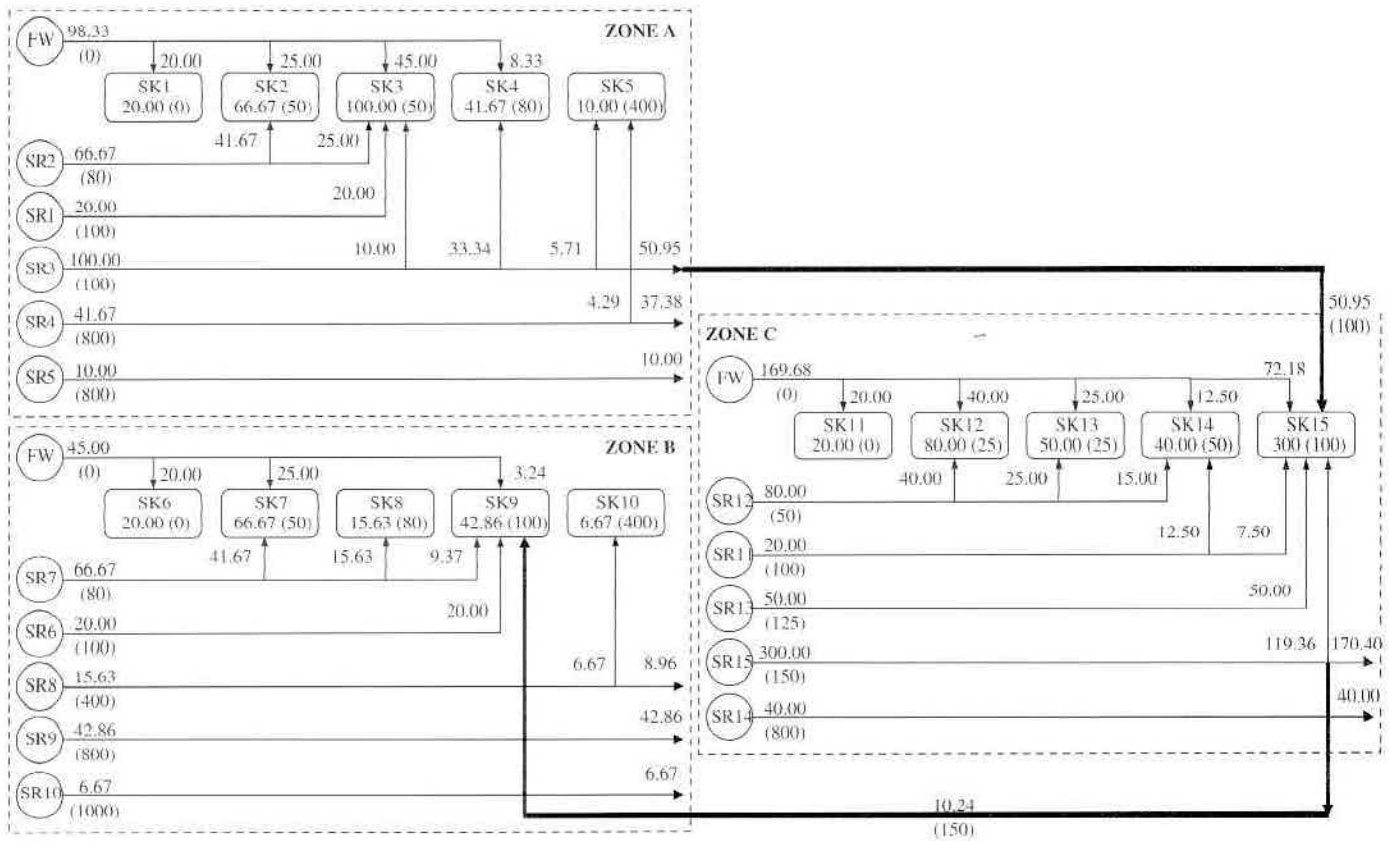 ZONE A
FW 98.33
(0)
20.00 25.00 45.00 8.33
SK1 SK2 SK3 SK4 SK5
20.00 (0) 66.67 (50) 100.00 (50) 41.67 (80) 10.00 (400)
41.67 25.00
SR2 66.67
(80)
20.00
SR1 20.00
(100)
10.00 33.34 5.71 50.95
SR3 100.00
(100)
4.29 37.38
SR4 41.67
(800)
10.00
SR5 10.00
(800)
50.95
(100)
ZONE B
FW 45.00
(0)
20.00 25.00 3.24
SK6 SK7 SK8 SK9 SK10
20.00 (0) 66.67 (50) 15.63 (80) 42.86 (100) 6.67 (400)
41.67 15.63 9.37
SR7 66.67
(80)
20.00
SR6 20.00
(100)
6.67 8.96
SR8 15.63
(400)
42.86
SR9 42.86
(800)
6.67
SR10 6.67
(1000)
ZONE C
FW 169.68
(0)
72.18
20.00 40.00 25.00 12.50
SK11 SK12 SK13 SK14 SK15
20.00 (0) 80.00 (25) 50.00 (25) 40.00 (50) 300 (100)
40.00 25.00 15.00
SR12 80.00
(50)
12.50 7.50
SR11 20.00
(100)
50.00
SR13 50.00
(125)
119.36 170.40
SR15 300.00
(150)
40.00
SR14 40.00
(800)
10.24
(150)